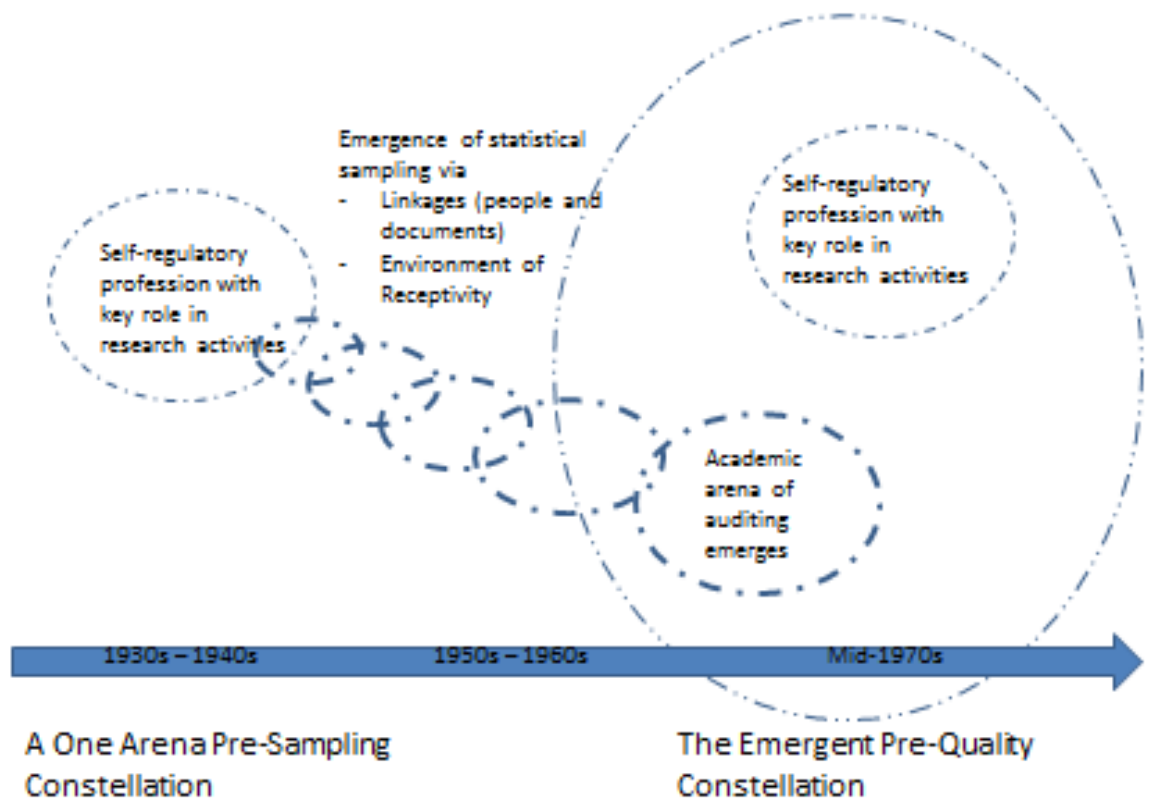 Emergence of statistical
sampling via
- Linkages (people and
documents)
- Environment of
Receptivity
Self-regulatory
profession with
key role in
research activities
Self-regulatory
profession with
key role in
research activities
Academic
arena of
auditing
emerges
1930s – 1940s
1950s – 1960s
Mid-1970s
A One Arena Pre-Sampling
Constellation
The Emergent Pre-Quality
Constellation